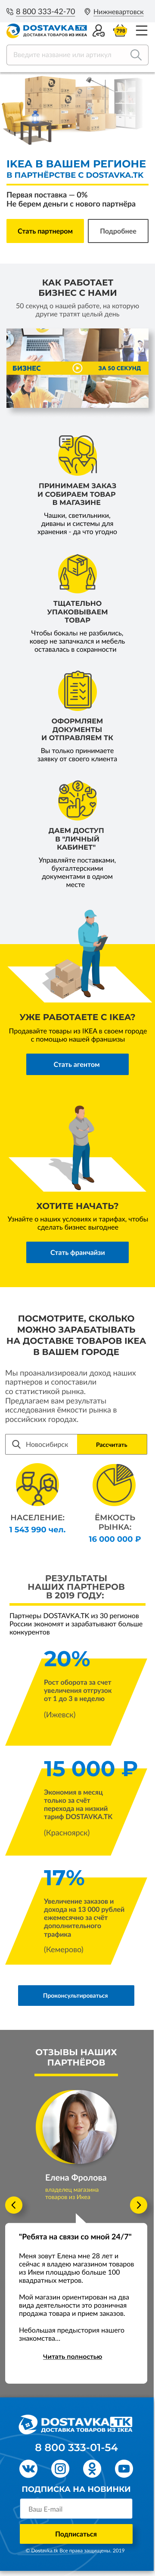 8 800 333-42-70 Нижневартовск
DOSTAVKA.TK
ДОСТАВКА ТОВАРОВ ИЗ IKEA
798
Введите название или артикул
IKEA В ВАШЕМ РЕГИОНЕ
В ПАРТНЁРСТВЕ С DOSTAVKA.TK
Первая поставка — 0%
Не берем деньги с нового партнёра
Стать партнером Подробнее
КАК РАБОТАЕТ
БИЗНЕС С НАМИ
50 секунд о нашей работе, на которую
другие тратят целый день
БИЗНЕС ЗА 50 СЕКУНД
ПРИНИМАЕМ ЗАКАЗ
И СОБИРАЕМ ТОВАР
В МАГАЗИНЕ
Чашки, светильники,
диваны и системы для
хранения - да что угодно
ТЩАТЕЛЬНО
УПАКОВЫВАЕМ
ТОВАР
Чтобы бокалы не разбились,
ковер не запачкался и мебель
оставалась в сохранности
ОФОРМЛЯЕМ
ДОКУМЕНТЫ
И ОТПРАВЛЯЕМ ТК
Вы только принимаете
заявку от своего клиента
ДАЕМ ДОСТУП
В "ЛИЧНЫЙ
КАБИНЕТ"
Управляйте поставками,
бухгалтерскими
документами в одном
месте
УЖЕ РАБОТАЕТЕ С IKEA?
Продавайте товары из IKEA в своем городе
с помощью нашей франшизы
Стать агентом
ХОТИТЕ НАЧАТЬ?
Узнайте о наших условиях и тарифах, чтобы
сделать бизнес выгоднее
Стать франчайзи
ПОСМОТРИТЕ, СКОЛЬКО
МОЖНО ЗАРАБАТЫВАТЬ
НА ДОСТАВКЕ ТОВАРОВ IKEA
В ВАШЕМ ГОРОДЕ
Мы проанализировали доход наших
партнеров и сопоставили
со статистикой рынка.
Предлагаем вам результаты
исследования ёмкости рынка в
российских городах.
Новосибирск Рассчитать
НАСЕЛЕНИЕ:
1 543 990 чел.
ЁМКОСТЬ
РЫНКА:
16 000 000 ₽
РЕЗУЛЬТАТЫ
НАШИХ ПАРТНЕРОВ
В 2019 ГОДУ:
Партнеры DOSTAVKA.TK из 30 регионов
России экономят и зарабатывают больше
конкурентов
20%
Рост оборота за счет
увеличения отгрузок
от 1 до 3 в неделю
(Ижевск)
15 000 ₽
Экономия в месяц
только за счёт
перехода на низкий
тариф DOSTAVKA.TK
(Красноярск)
17%
Увеличение заказов и
дохода на 13 000 рублей
ежемесячно за счёт
дополнительного
трафика
(Кемерово)
Проконсультироваться
ОТЗЫВЫ НАШИХ
ПАРТНЁРОВ
Елена Фролова
владелец магазина
товаров из Икеа
"Ребята на связи со мной 24/7"
Меня зовут Елена мне 28 лет и
сейчас я владею магазином товаров
из Икеи площадью больше 100
квадратных метров.
Мой магазин ориентирован на два
вида деятельности это розничная
продажа товара и прием заказов.
Небольшая предыстория нашего
знакомства...
Читать полностью
DOSTAVKA.TK
ДОСТАВКА ТОВАРОВ ИЗ IKEA
8 800 333-01-54
ПОДПИСКА НА НОВИНКИ
Ваш E-mail
Подписаться
© Dostavka.tk Все права защищены. 2019